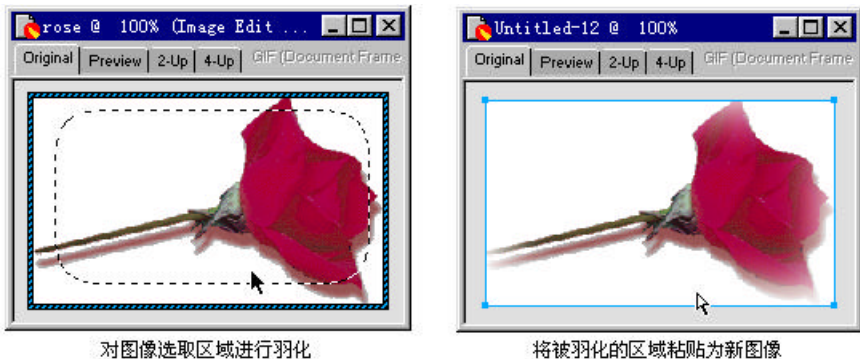 rose @ 100% (Image Edit ...
Original Preview 2-Up 4-Up GIF (Document Frame
对图像选取区域进行羽化
Untitled-12 @ 100%
Original Preview 2-Up 4-Up GIF (Document Frame
将被羽化的区域粘贴为新图像